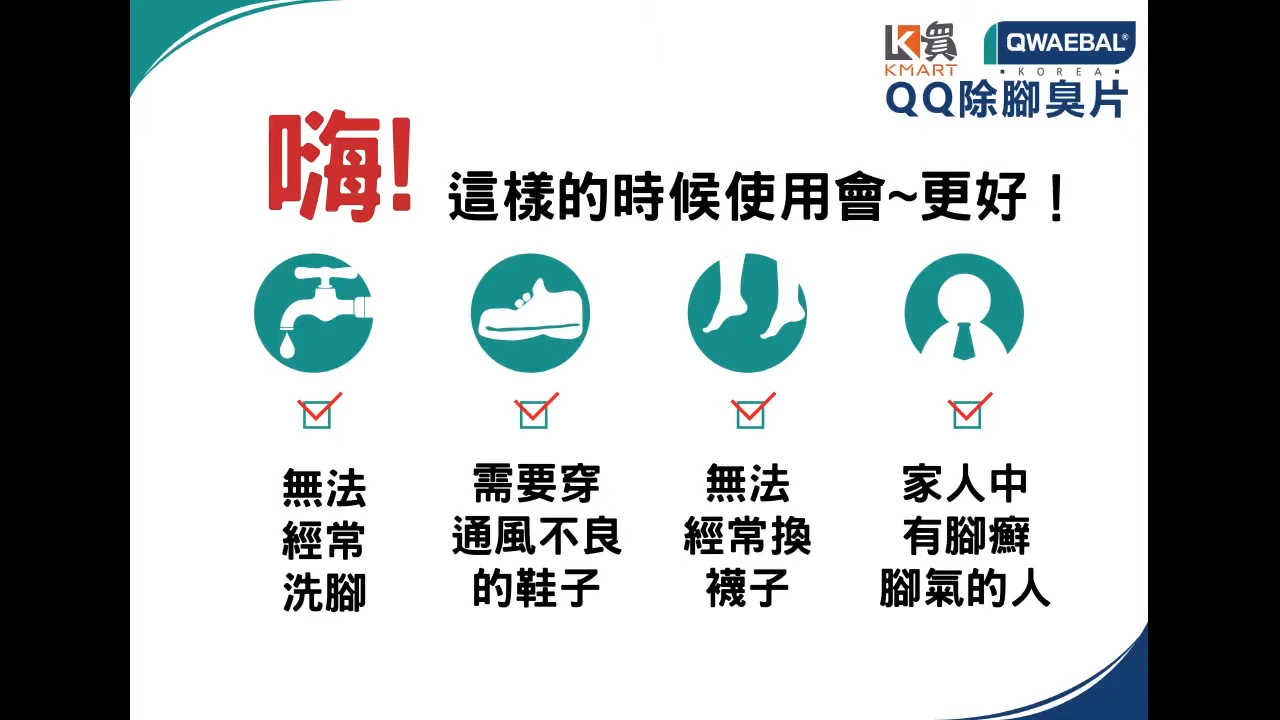 K買
KMART
QWAEBAL®
KOREA
QQ除腳臭片
嗨!
這樣的時候使用會~更好！
無法
經常
洗腳
需要穿
通風不良
的鞋子
無法
經常換
襪子
家人中
有腳癬
腳氣的人